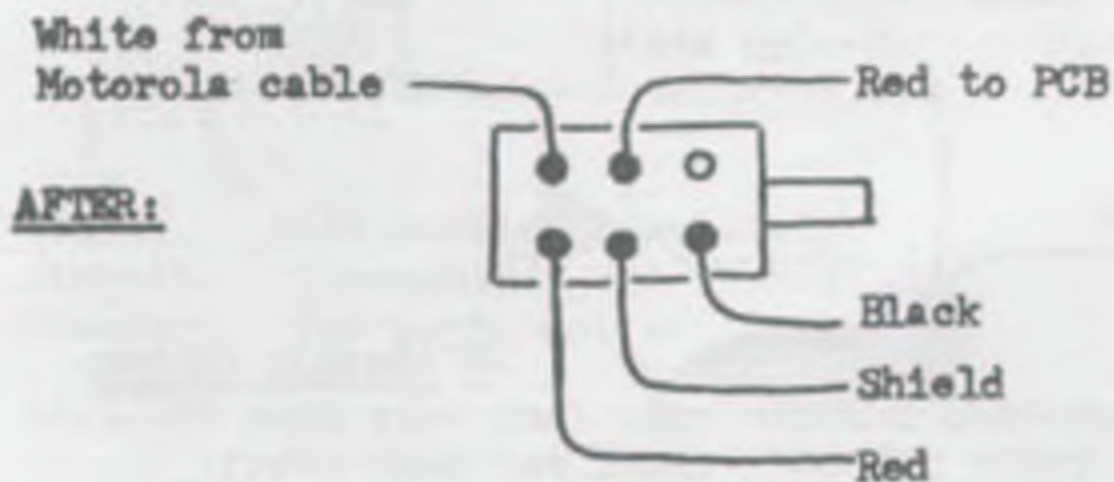 White from
Motorola cable
Red to PCB
AFTER:
Black
Shield
Red